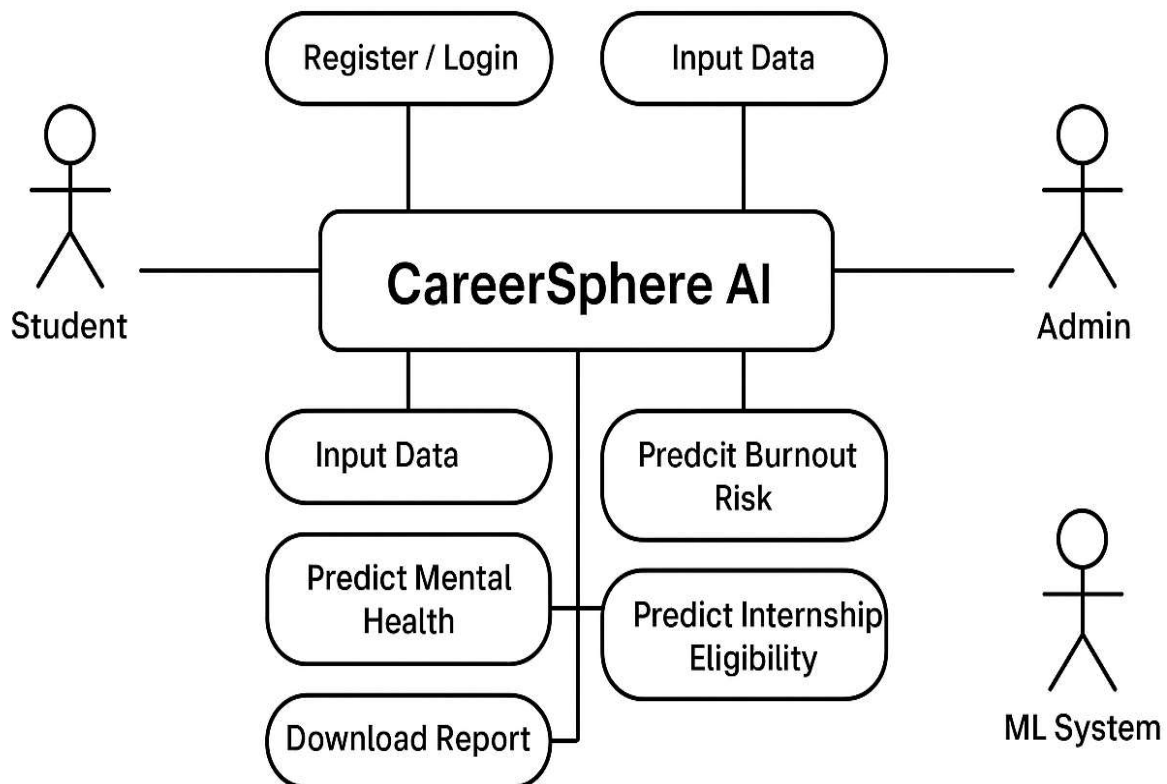 Register / Login
Input Data
Student
CareerSphere AI
Admin
Input Data
Predcit Burnout
Risk
Predict Mental
Health
Predict Internship
Eligibility
Download Report
ML System